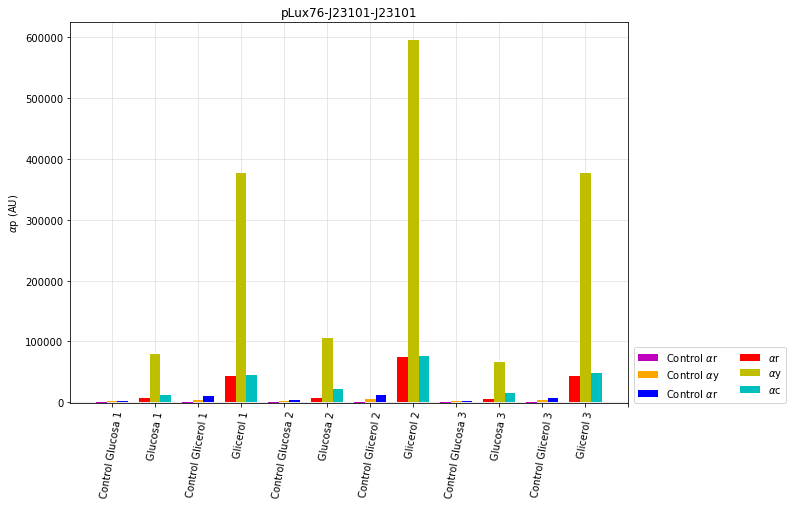 pLux76-J23101-J23101
αp (AU)
600000
500000
400000
300000
200000
100000
0
Control Glucosa 1
Glucosa 1
Control Glicerol 1
Glicerol 1
Control Glucosa 2
Glucosa 2
Control Glicerol 2
Glicerol 2
Control Glucosa 3
Glucosa 3
Control Glicerol 3
Glicerol 3
Control αr
Control αy
Control αr
αr
αy
αc